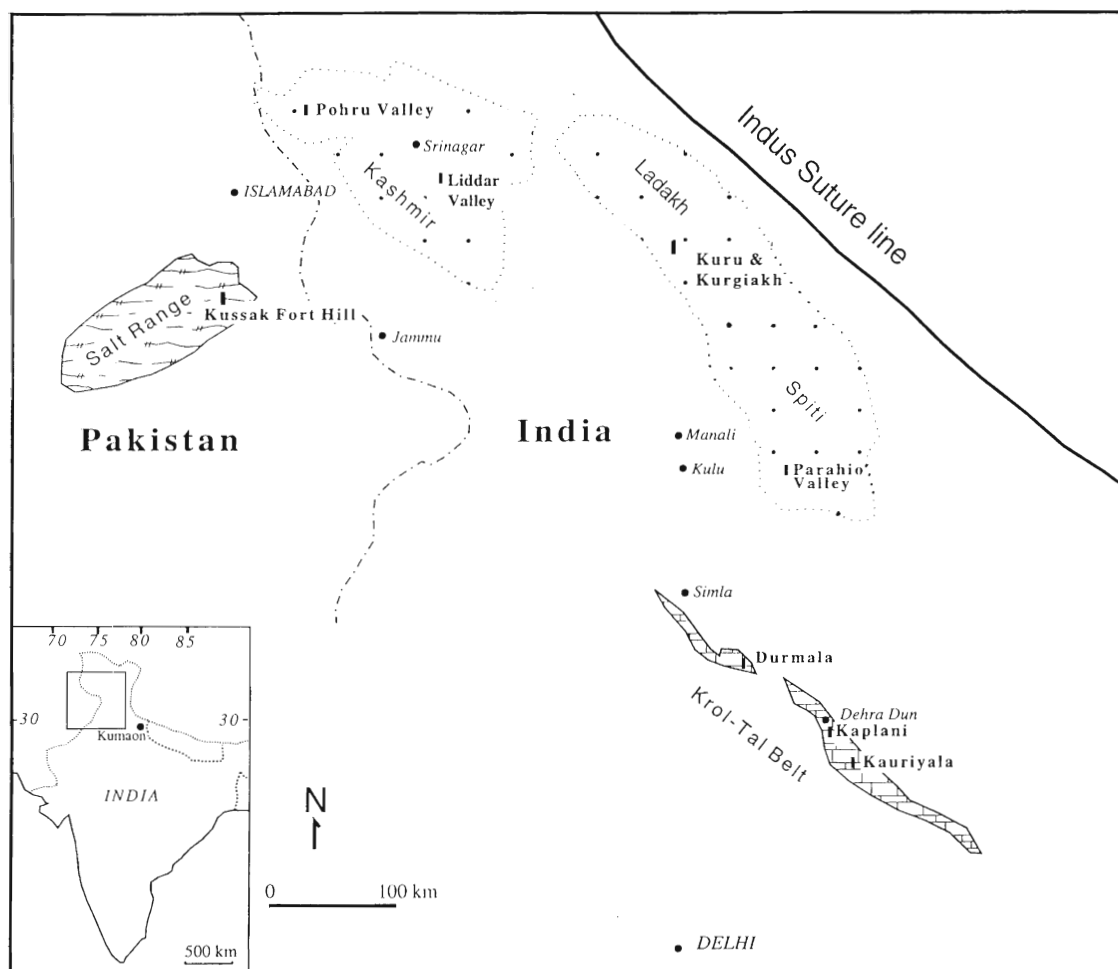 Pohru Valley
Srinagar
Liddar
Valley
Kashmir
ISLAMABAD
Ladakh
Indus Suture line
Kuru &
Kurgiakh
Salt Range
Kussak Fort Hill
Jammu
Pakistan
India
Spiti
Manali
Kulu
Parahio
Valley
Simla
Durmala
Krol-Tal Belt
Dehra Dun
Kaplani
Kauriyala
70 75 80 85
30 30
Kumaon
INDIA
500 km
N
0 100 km
DELHI